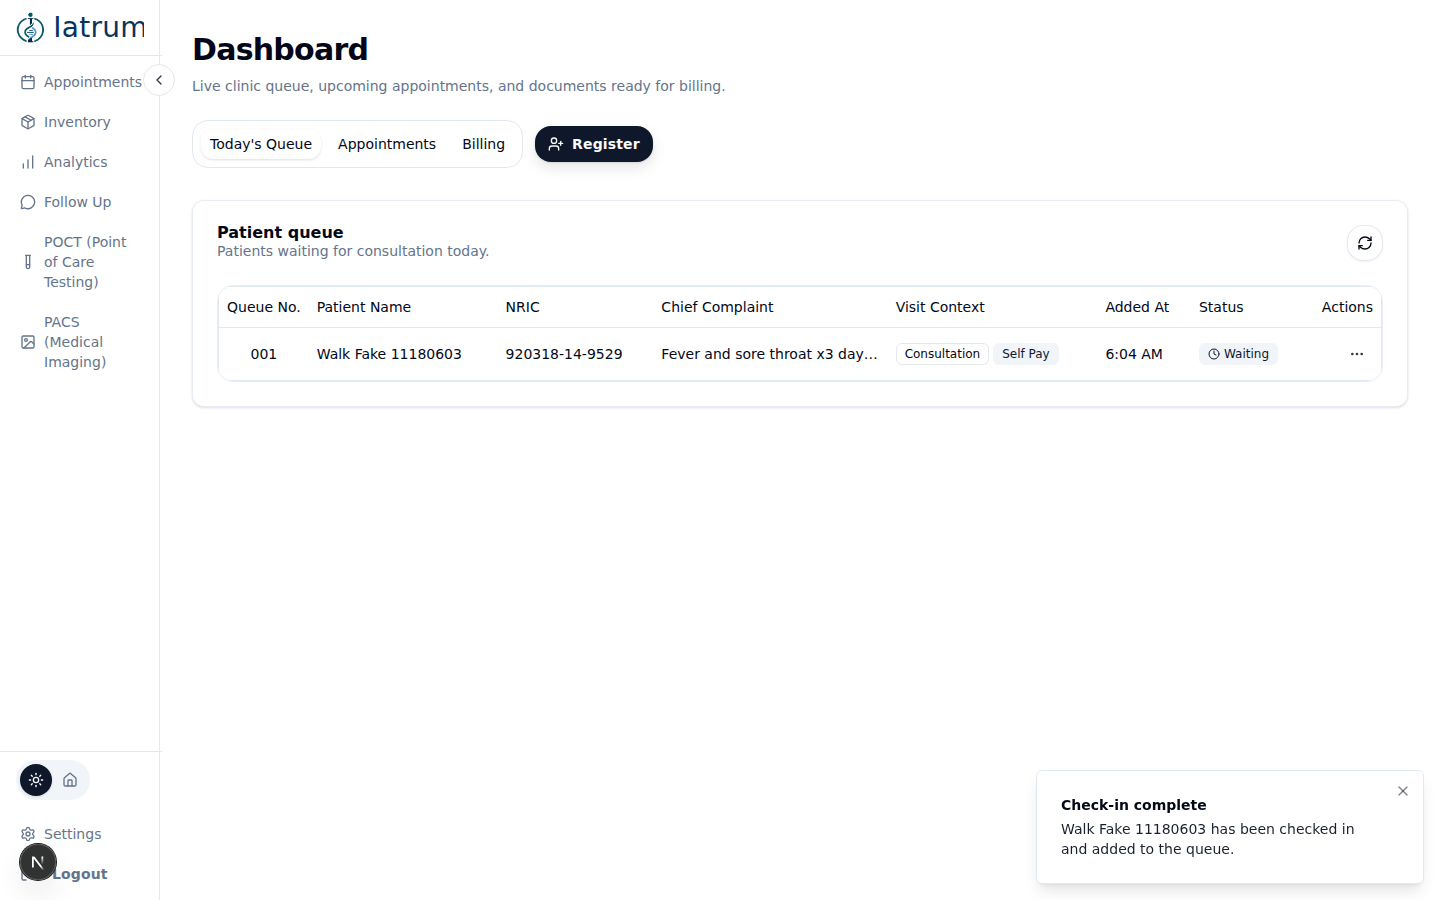 Iatrum
Appointments
Inventory
Analytics
Follow Up
POCT (Point
of Care
Testing)
PACS
(Medical
Imaging)
Settings
N
Logout
Dashboard
Live clinic queue, upcoming appointments, and documents ready for billing.
Today's Queue Appointments Billing Register
Patient queue
Patients waiting for consultation today.
Queue No. Patient Name NRIC Chief Complaint Visit Context Added At Status Actions
001 Walk Fake 11180603 920318-14-9529 Fever and sore throat x3 day… Consultation Self Pay 6:04 AM Waiting ...
Check-in complete
Walk Fake 11180603 has been checked in
and added to the queue.